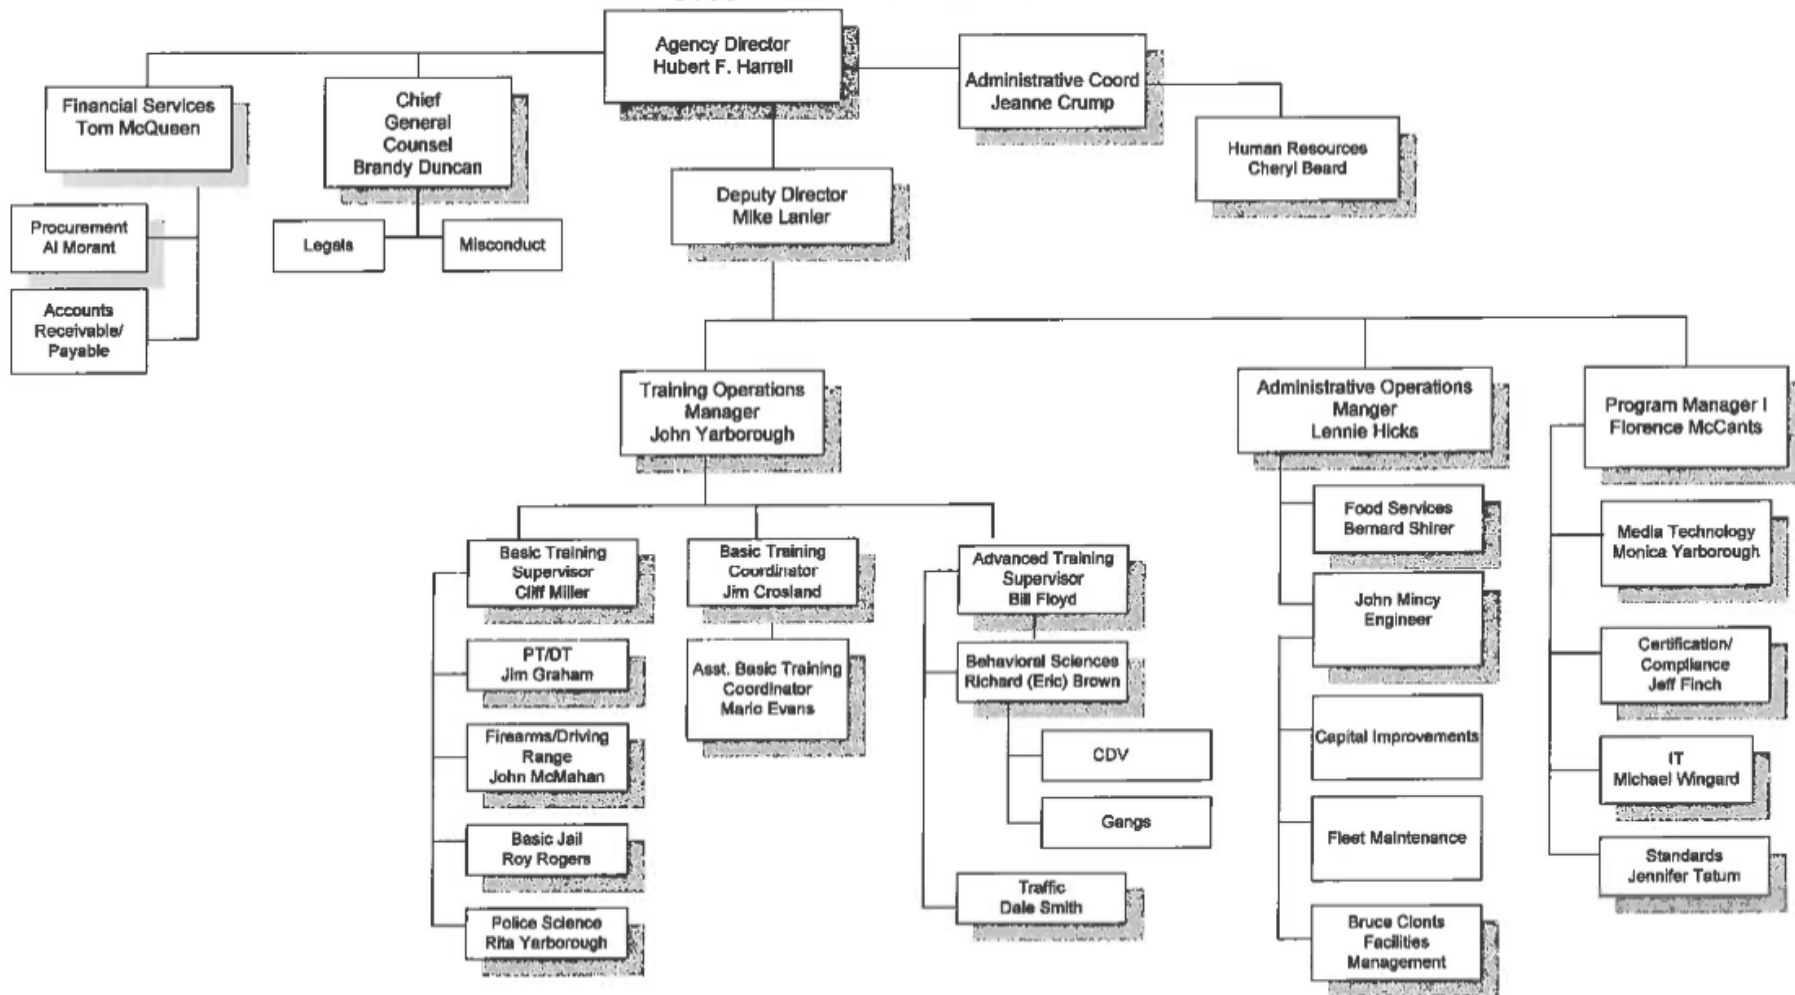 Agency Director
Hubert F. Harrell
Administrative Coord
Jeanne Crump
Financial Services
Tom McQueen
Chief
General
Counsel
Brandy Duncan
Human Resources
Cheryl Beard
Deputy Director
Mike Lanier
Procurement
Al Morant
Legals
Misconduct
Accounts
Receivable/
Payable
Training Operations
Manager
John Yarborough
Administrative Operations
Manger
Lennie Hicks
Program Manager I
Florence McCants
Basic Training
Supervisor
Cliff Miller
Basic Training
Coordinator
Jim Crosland
Advanced Training
Supervisor
Bill Floyd
Food Services
Bernard Shirer
Media Technology
Monica Yarborough
John Mincy
Engineer
PT/DT
Jim Graham
Asst. Basic Training
Coordinator
Mario Evans
Behavioral Sciences
Richard (Eric) Brown
Certification/
Compliance
Jeff Finch
Firearms/Driving
Range
John McMahan
CDV
Capital Improvements
IT
Michael Wingard
Gangs
Fleet Maintenance
Basic Jail
Roy Rogers
Standards
Jennifer Tatum
Traffic
Dale Smith
Police Science
Rita Yarborough
Bruce Clonts
Facilities
Management